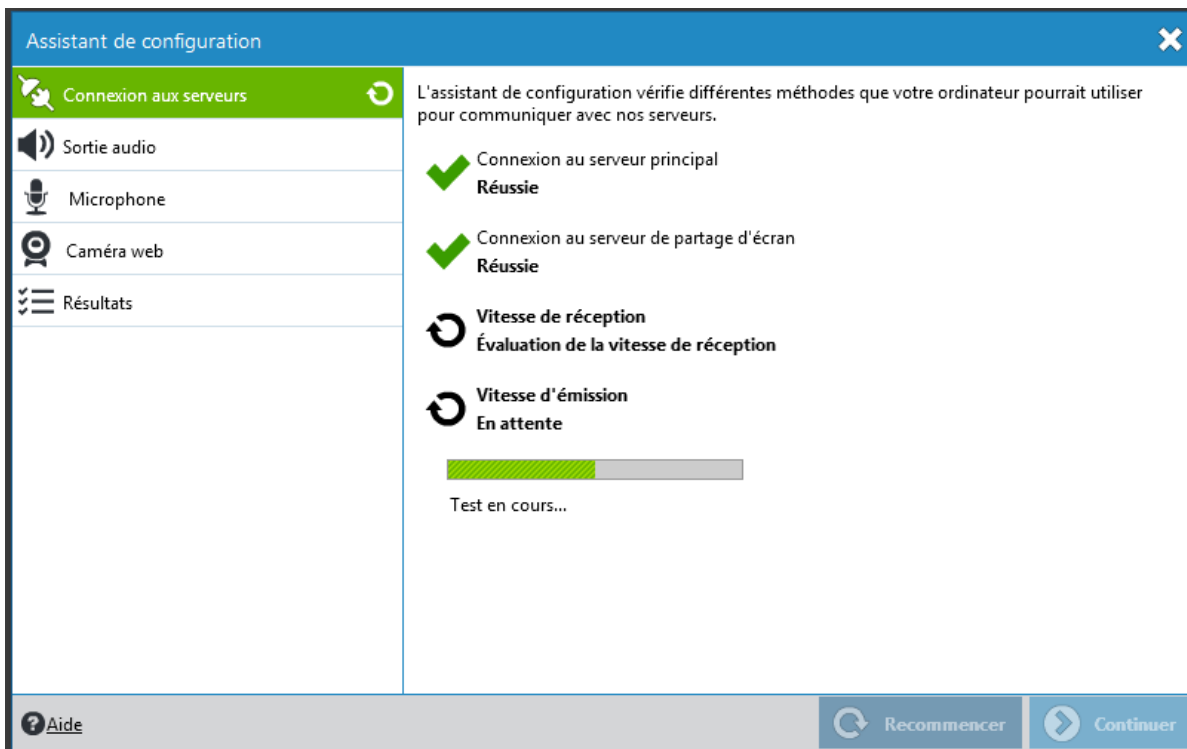 Assistant de configuration
Connexion aux serveurs
Sortie audio
Microphone
Caméra web
Résultats
L'assistant de configuration vérifie différentes méthodes que votre ordinateur pourrait utiliser
pour communiquer avec nos serveurs.
Connexion au serveur principal
Réussie
Connexion au serveur de partage d'écran
Réussie
Vitesse de réception
Évaluation de la vitesse de réception
Vitesse d'émission
En attente
Test en cours...
Aide
Recommencer
Continuer